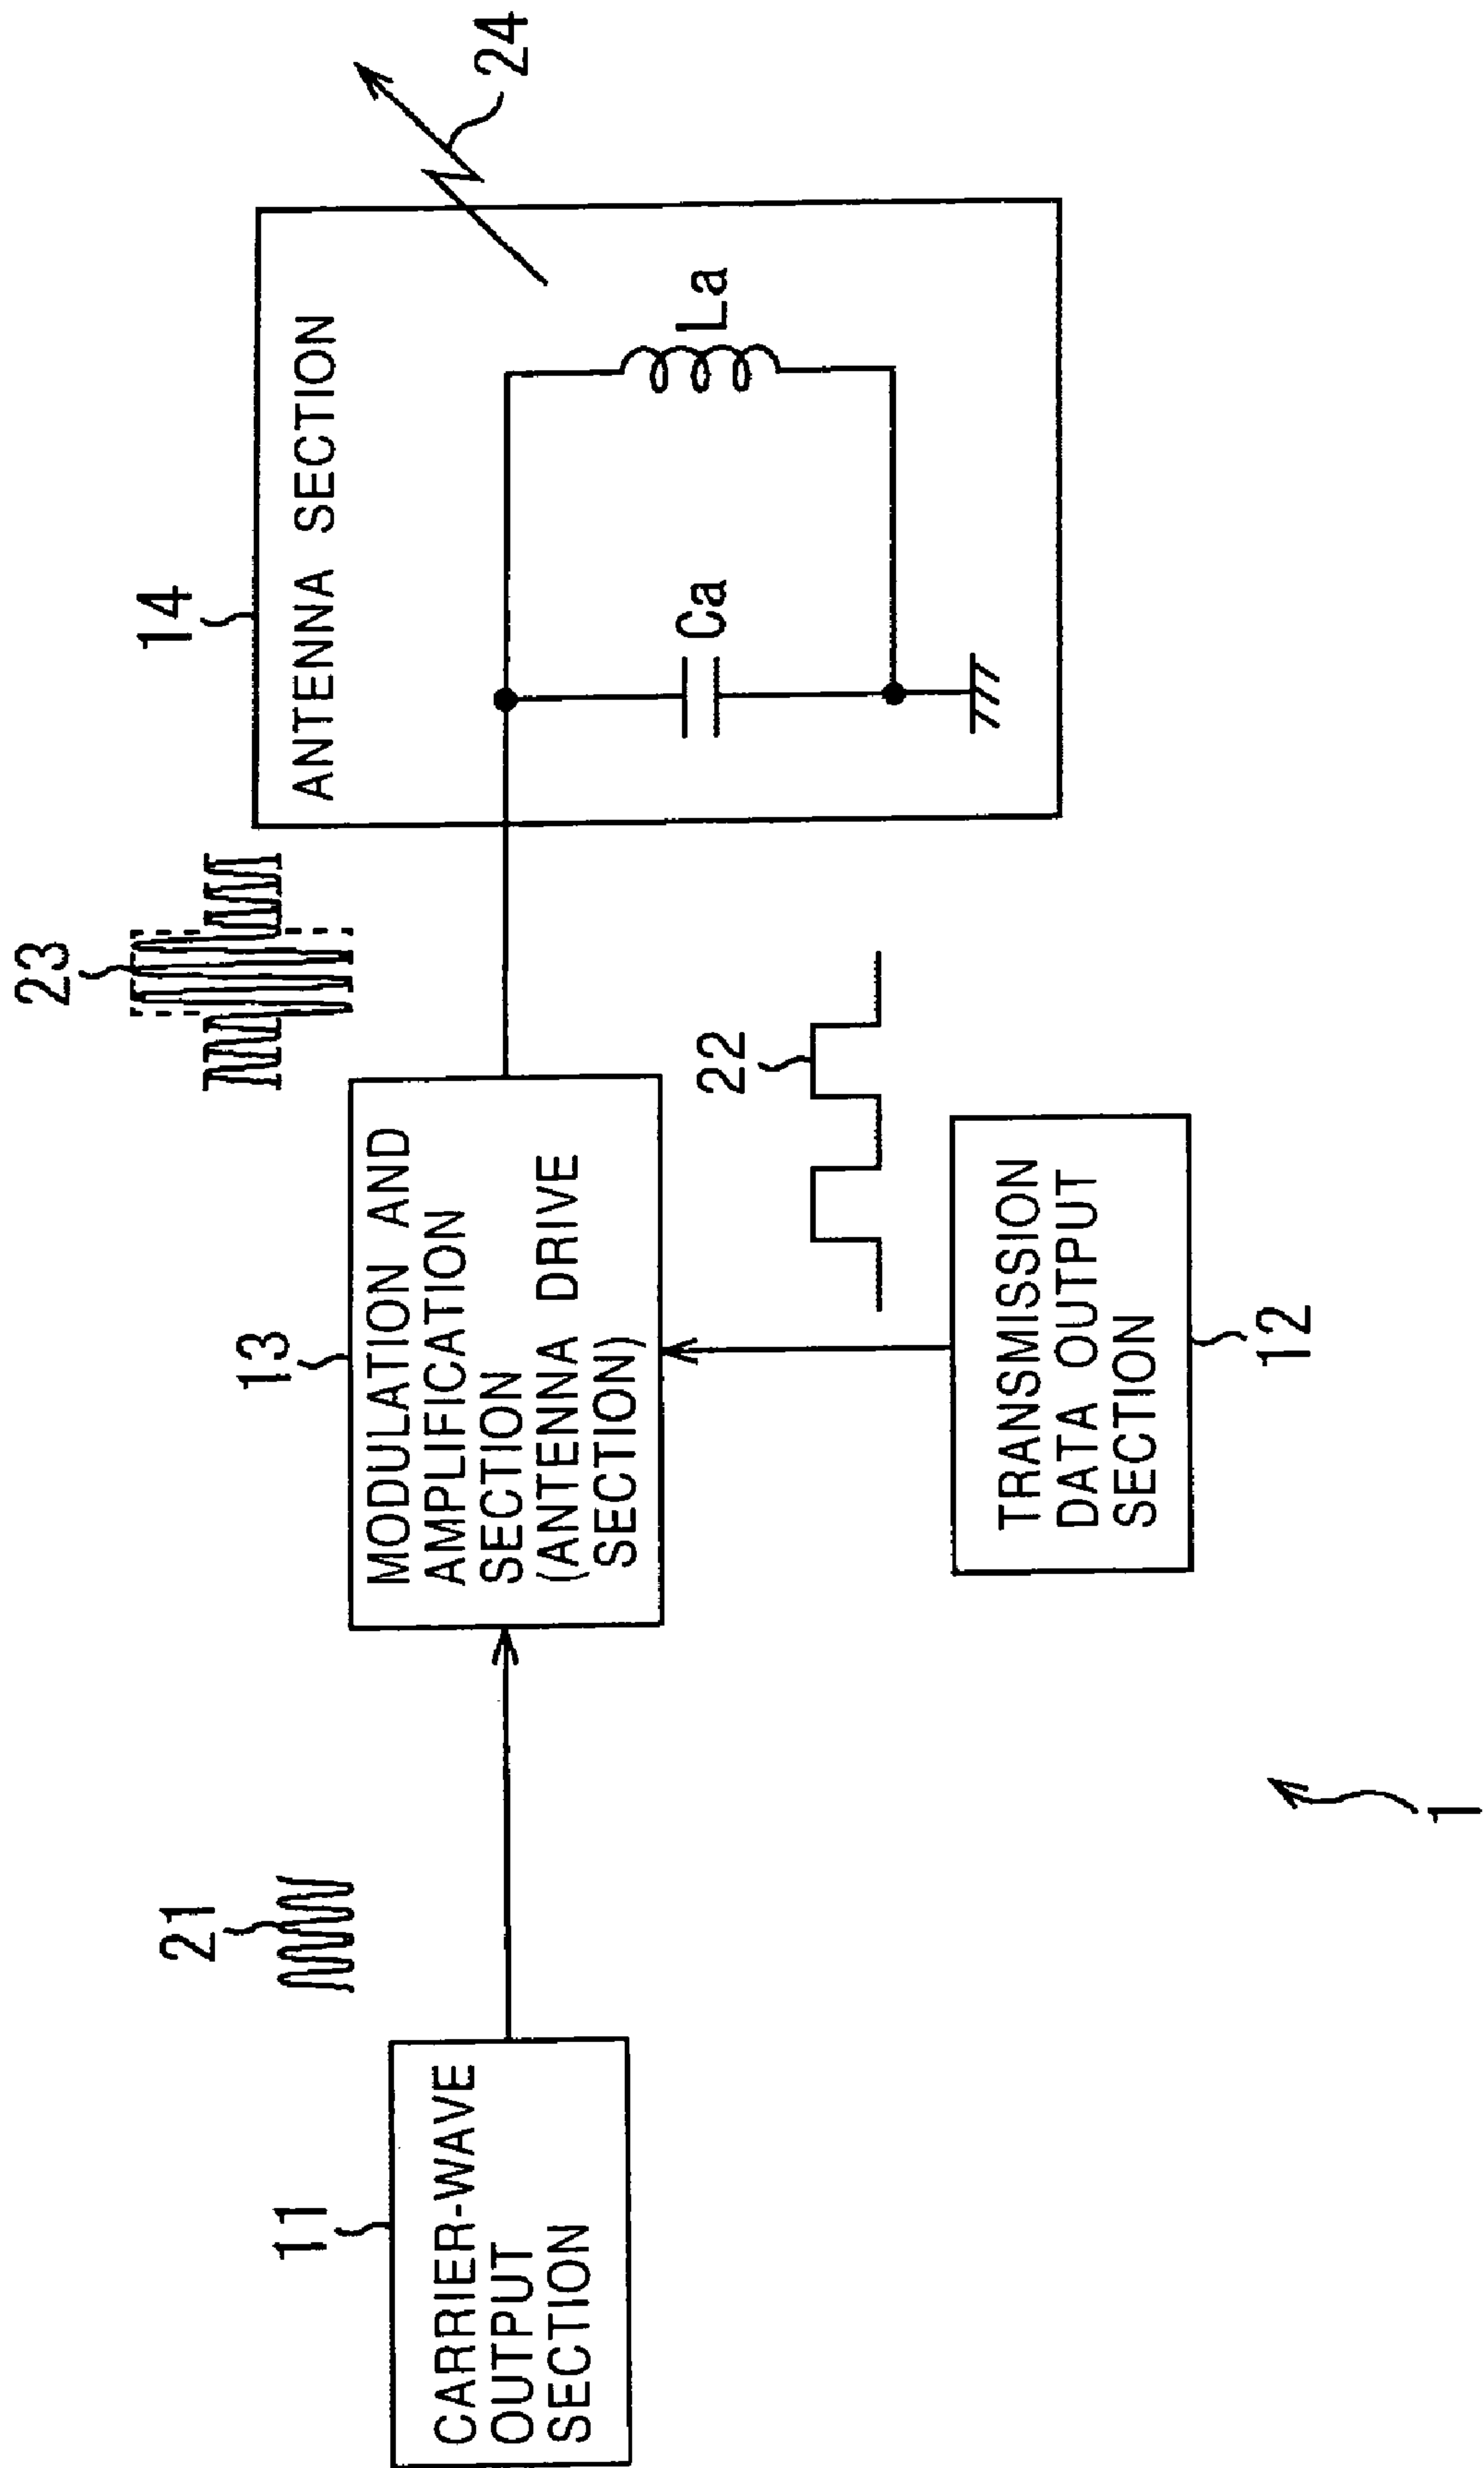 11
CARRIER-WAVE
OUTPUT
SECTION
21
13
MODULATION AND
AMPLIFICATION
SECTION
(ANTENNA DRIVE
SECTION)
23
22
TRANSMISSION
DATA OUTPUT
SECTION
12
14
ANTENNA SECTION
Ca
La
24
1